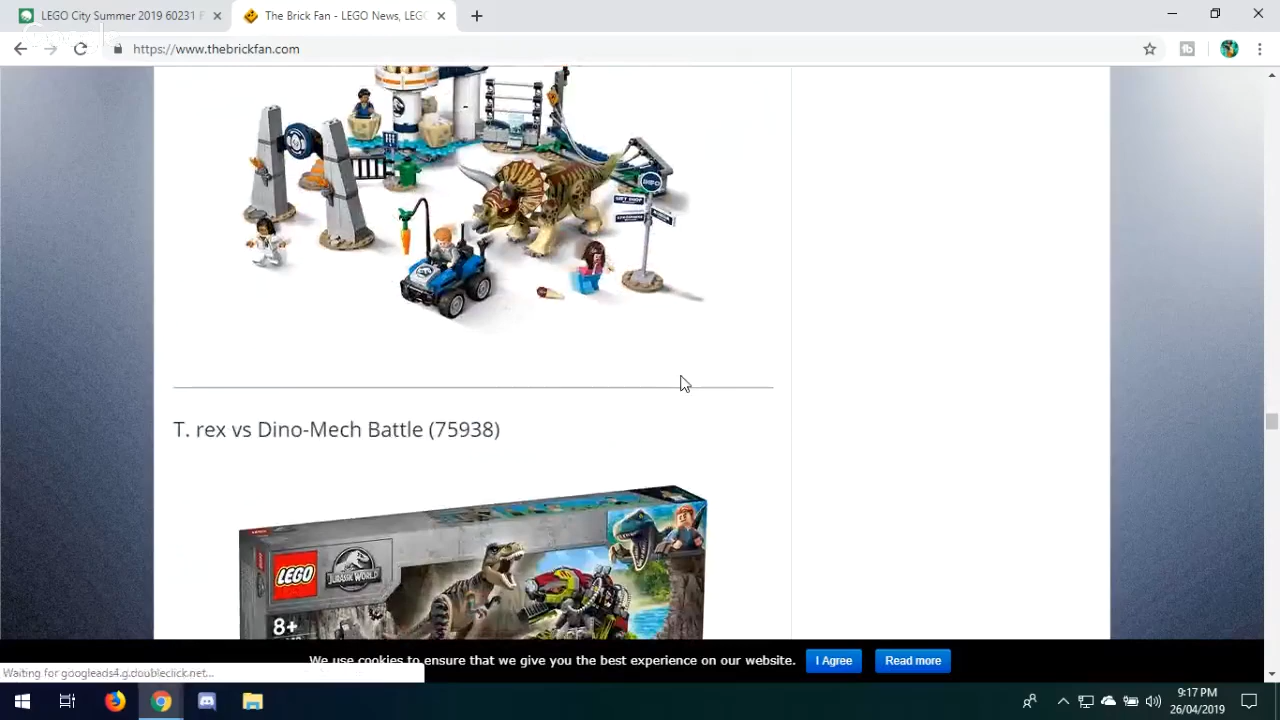 LEGO City Summer 2019 60231 F
The Brick Fan - LEGO News, LEGO
https://www.thebrickfan.com
INFO
T. rex vs Dino-Mech Battle (75938)
LEGO
JURASSIC WORLD
8+
We use cookies to ensure that we give you the best experience on our website.
I Agree
Read more
Waiting for googleads4.g.doubleclick.net...
9:17 PM
26/04/2019